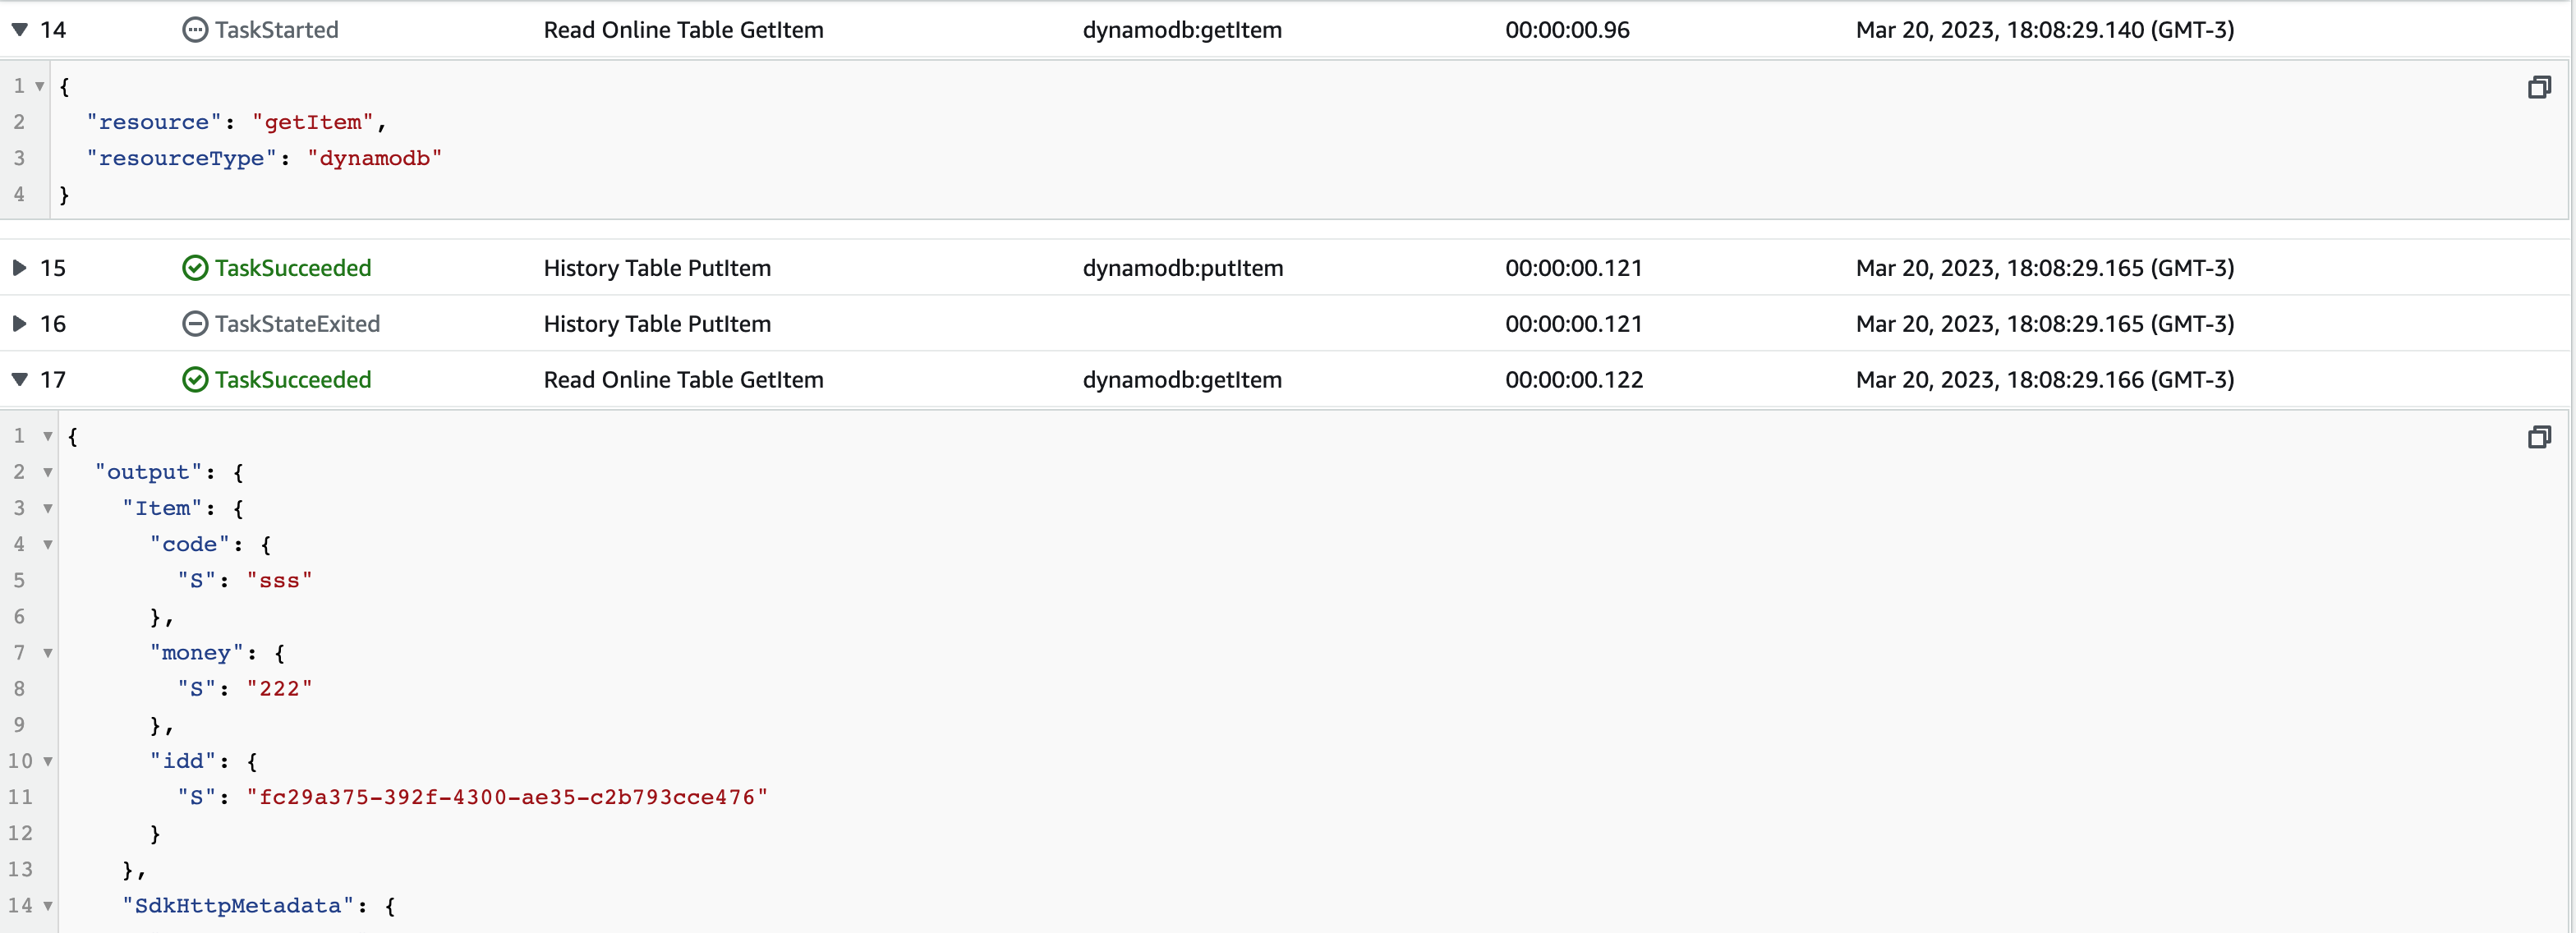 14 TaskStarted Read Online Table GetItem dynamodb:getItem 00:00:00.96 Mar 20, 2023, 18:08:29.140 (GMT-3)
1 {
2 "resource": "getItem",
3 "resourceType": "dynamodb"
4 }
15 TaskSucceeded History Table PutItem dynamodb:putItem 00:00:00.121 Mar 20, 2023, 18:08:29.165 (GMT-3)
16 TaskStateExited History Table PutItem 00:00:00.121 Mar 20, 2023, 18:08:29.165 (GMT-3)
17 TaskSucceeded Read Online Table GetItem dynamodb:getItem 00:00:00.122 Mar 20, 2023, 18:08:29.166 (GMT-3)
1 {
2 "output": {
3 "Item": {
4 "code": {
5 "S": "sss"
6 },
7 "money": {
8 "S": "222"
9 },
10 "idd": {
11 "S": "fc29a375-392f-4300-ae35-c2b793cce476"
12 }
13 },
14 "SdkHttpMetadata": {